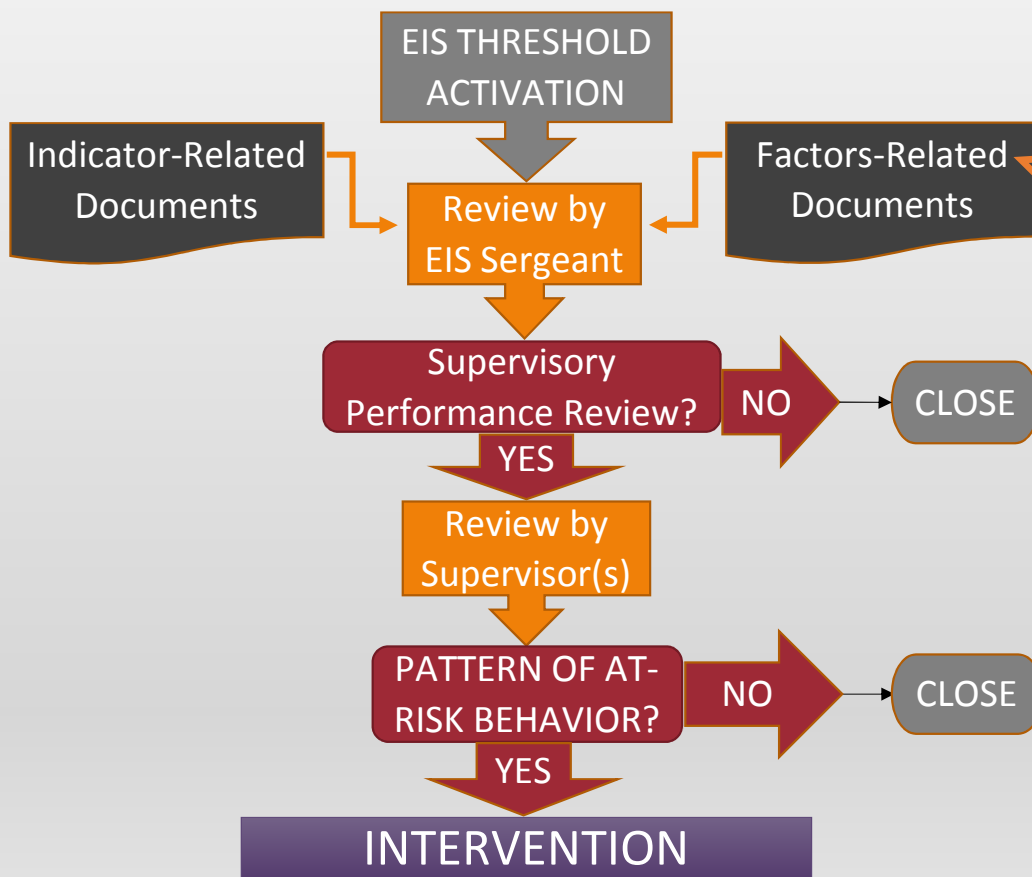 EIS THRESHOLD
ACTIVATION
Indicator-Related
Documents
Factors-Related
Documents
Review by
EIS Sergeant
Supervisory
Performance Review?
NO
CLOSE
YES
Review by
Supervisor(s)
PATTERN OF AT-
RISK BEHAVIOR?
NO
CLOSE
YES
INTERVENTION